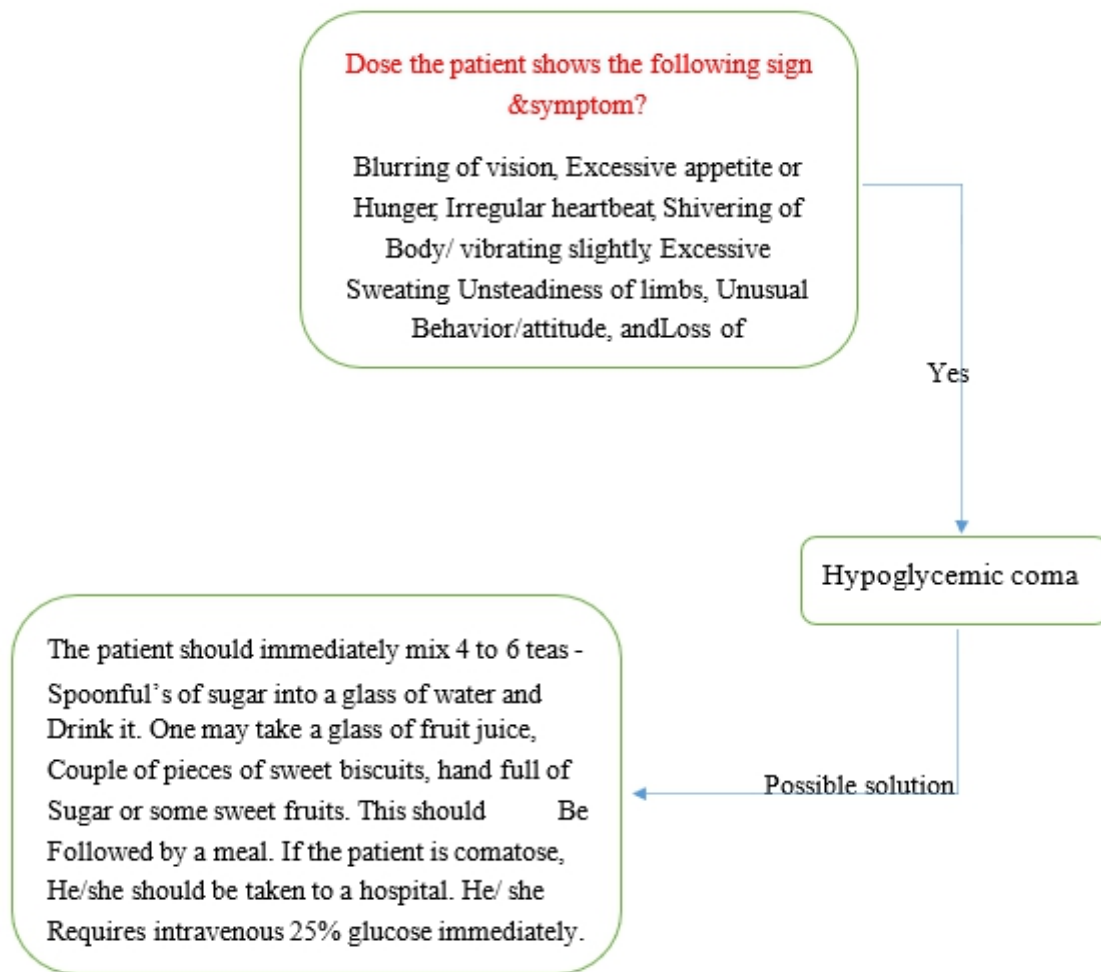 Dose the patient shows the following sign
&symptom?
Blurring of vision, Excessive appetite or
Hunger, Irregular heartbeat, Shivering of
Body/ vibrating slightly, Excessive
Sweating Unsteadiness of limbs, Unusual
Behavior/attitude, andLoss of
Yes
Hypoglycemic coma
Possible solution
The patient should immediately mix 4 to 6 teas -
Spoonful’s of sugar into a glass of water and
Drink it. One may take a glass of fruit juice,
Couple of pieces of sweet biscuits, hand full of
Sugar or some sweet fruits. This should Be
Followed by a meal. If the patient is comatose,
He/she should be taken to a hospital. He/ she
Requires intravenous 25% glucose immediately.